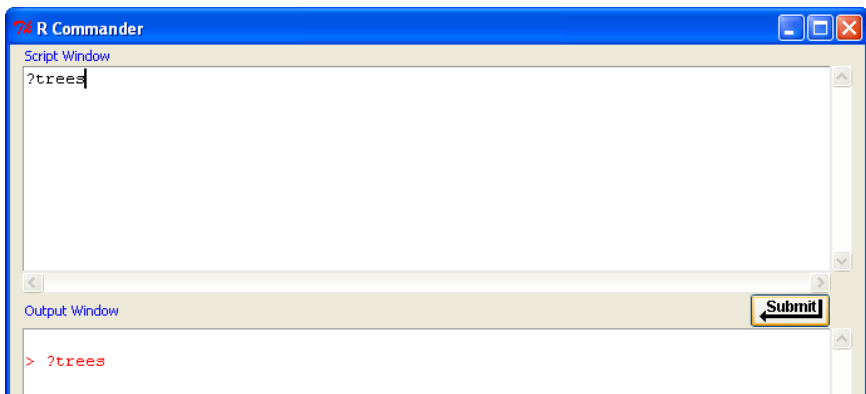 R Commander
Script Window
?trees
Output Window
Submit
> ?trees